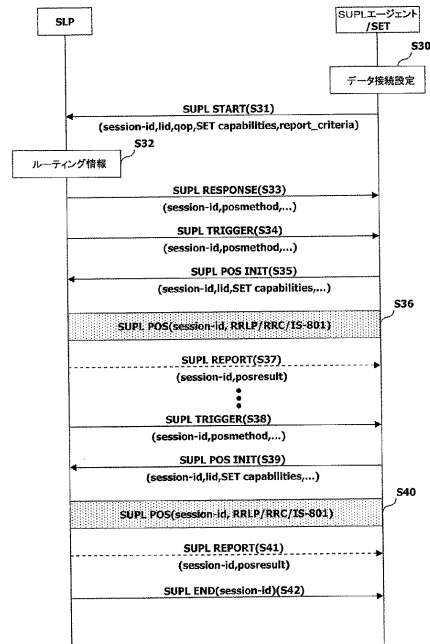 SLP
SUPLエージェント
/SET
S30
データ接続設定
SUPL START(S31)
(session-id,lid,qop,SET capabilities,report_criteria)
S32
ルーティング情報
SUPL RESPONSE(S33)
(session-id,posmethod,...)
SUPL TRIGGER(S34)
(session-id,posmethod,...)
SUPL POS INIT(S35)
(session-id,lid,SET capabilities,...)
S36
SUPL POS(session-id, RRLP/RRC/IS-801)
SUPL REPORT(S37)
(session-id,posresult)
SUPL TRIGGER(S38)
(session-id,posmethod,...)
SUPL POS INIT(S39)
(session-id,lid,SET capabilities,...)
S40
SUPL POS(session-id, RRLP/RRC/IS-801)
SUPL REPORT(S41)
(session-id,posresult)
SUPL END(session-id)(S42)